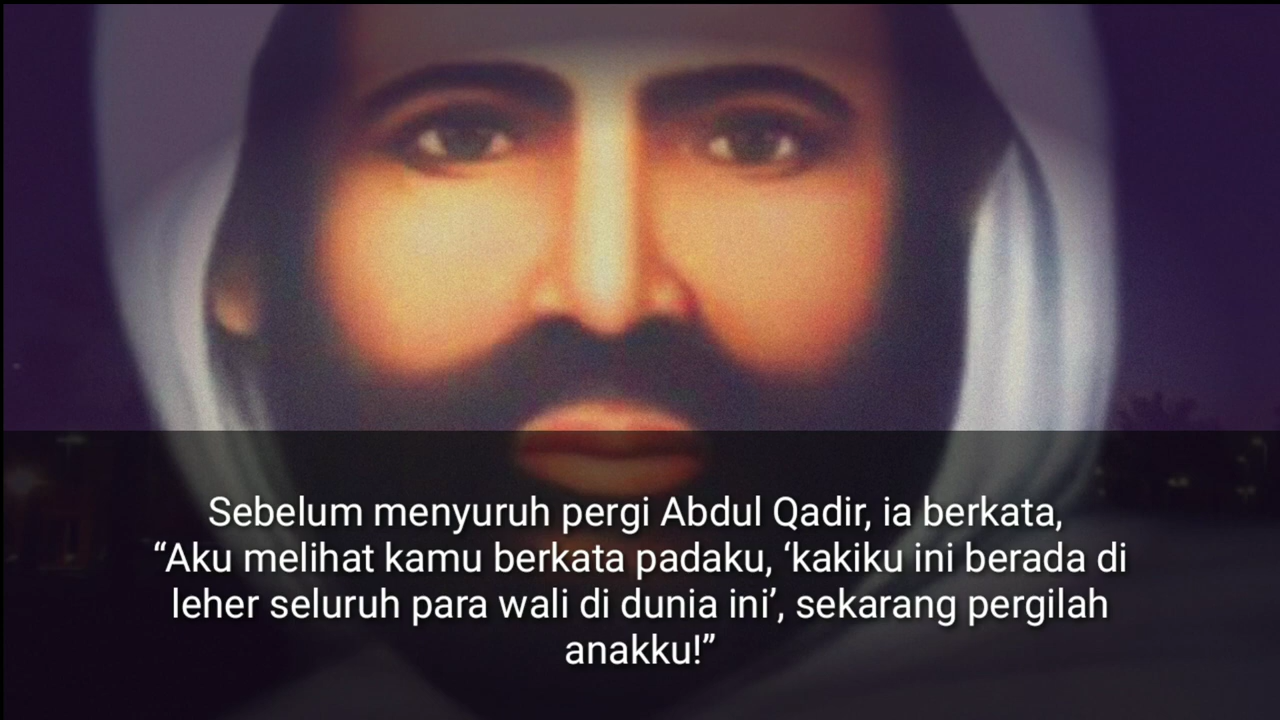 Sebelum menyuruh pergi Abdul Qadir, ia berkata,
“Aku melihat kamu berkata padaku, ‘kakiku ini berada di
leher seluruh para wali di dunia ini’, sekarang pergilah
anakku!”